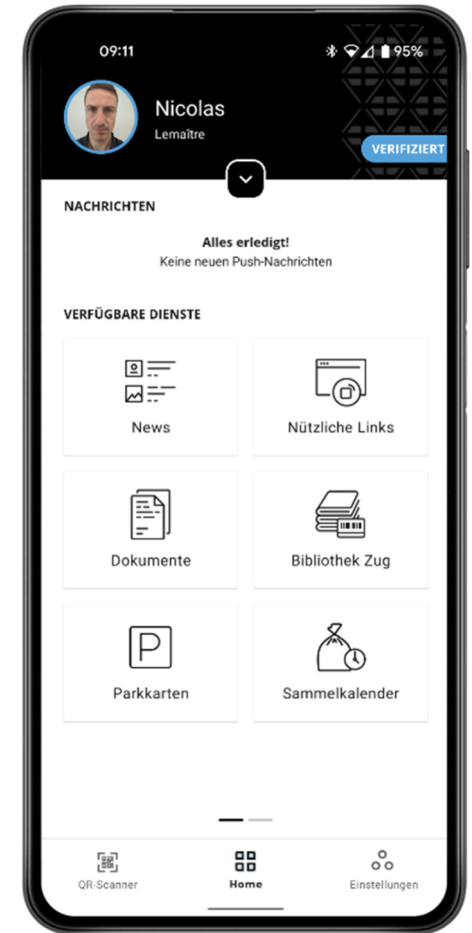 09:11
95%
Nicolas
Lemaître
VERIFIZIERT
NACHRICHTEN
Alles erledigt!
Keine neuen Push-Nachrichten
VERFÜGBARE DIENSTE
News
Nützliche Links
Dokumente
Bibliothek Zug
P
Parkkarten
Sammelkalender
QR-Scanner
Home
Einstellungen